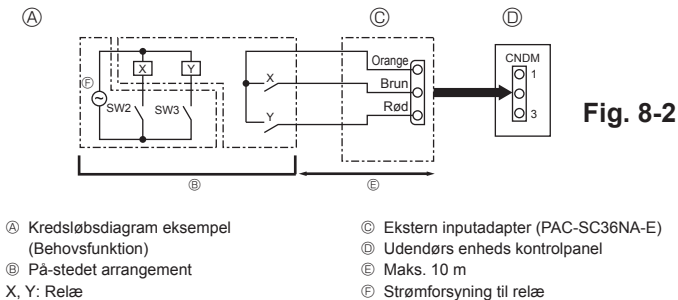 Ⓐ Ⓒ Ⓓ
Orange
CNDM
Ⓕ X Y X Brun 1
SW2 SW3 Rød
Y 3
Fig. 8-2
Ⓑ Ⓔ
Ⓐ Kredsløbsdiagram eksempel
(Behovsfunktion)
Ⓑ På-stedet arrangement
X, Y: Relæ
Ⓒ Ekstern inputadapter (PAC-SC36NA-E)
Ⓓ Udendørs enheds kontrolpanel
Ⓔ Maks. 10 m
Ⓕ Strømforsyning til relæ